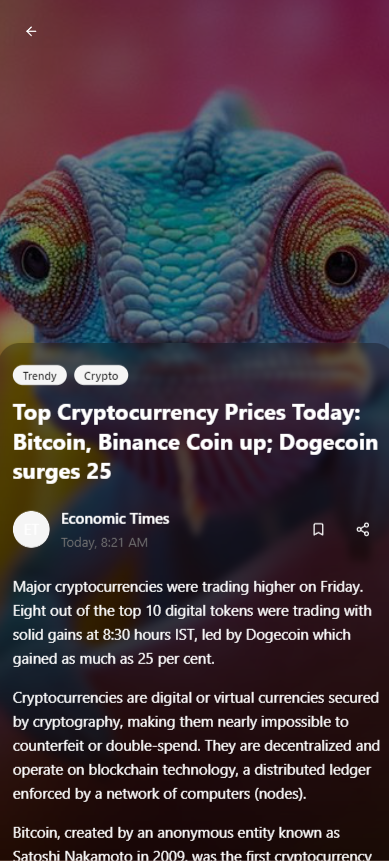 Trendy
Crypto
Top Cryptocurrency Prices Today:
Bitcoin, Binance Coin up; Dogecoin
surges 25
Economic Times
Today, 8:21 AM
Major cryptocurrencies were trading higher on Friday.
Eight out of the top 10 digital tokens were trading with
solid gains at 8:30 hours IST, led by Dogecoin which
gained as much as 25 per cent.
Cryptocurrencies are digital or virtual currencies secured
by cryptography, making them nearly impossible to
counterfeit or double-spend. They are decentralized and
operate on blockchain technology, a distributed ledger
enforced by a network of computers (nodes).
Bitcoin, created by an anonymous entity known as
Satoshi Nakamoto in 2009, was the first cryptocurrency